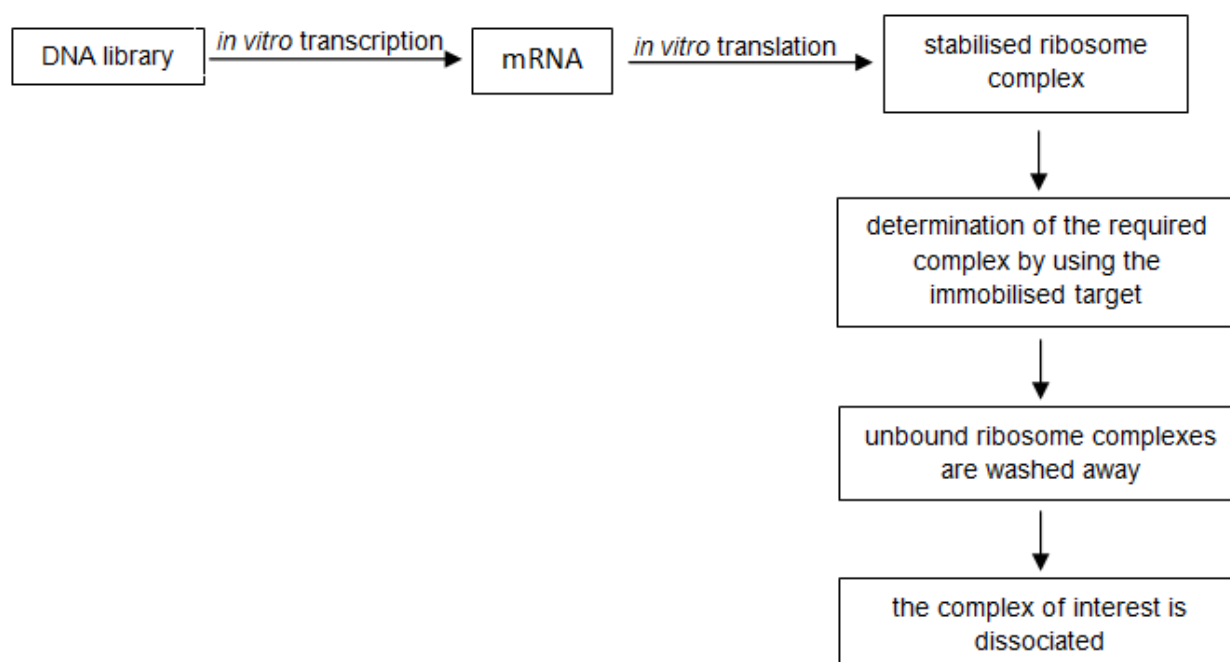 DNA library
in vitro transcription
mRNA
in vitro translation
stabilised ribosome
complex
determination of the required
complex by using the
immobilised target
unbound ribosome complexes
are washed away
the complex of interest is
dissociated